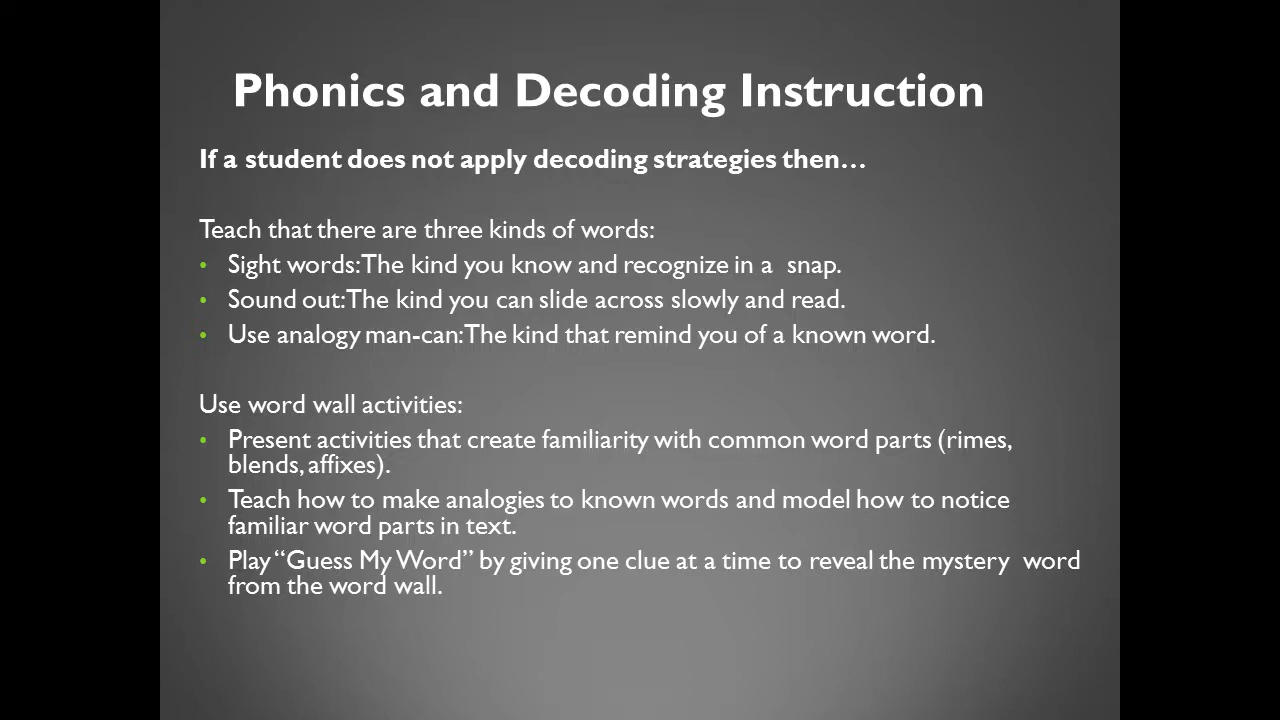 Phonics and Decoding Instruction
If a student does not apply decoding strategies then…
Teach that there are three kinds of words:
• Sight words: The kind you know and recognize in a  snap.
• Sound out: The kind you can slide across slowly and read.
• Use analogy man-can: The kind that remind you of a known word.
Use word wall activities:
• Present activities that create familiarity with common word parts (rimes,
blends, affixes).
• Teach how to make analogies to known words and model how to notice
familiar word parts in text.
• Play “Guess My Word” by giving one clue at a time to reveal the mystery  word
from the word wall.